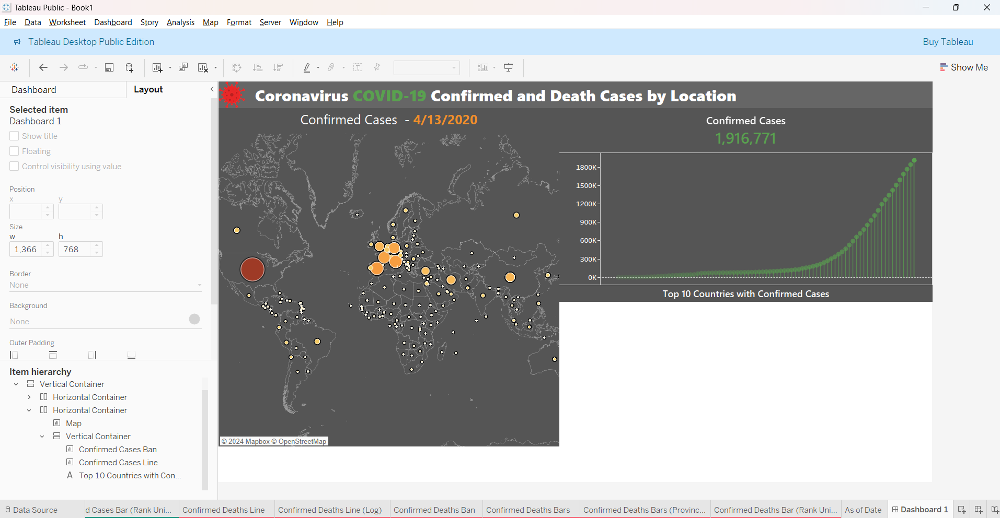 Tableau Public - Book1
File Data Worksheet Dashboard Story Analysis Map Format Server Window Help
Tableau Desktop Public Edition
Buy Tableau
Show Me
Dashboard
Layout
Selected item
Dashboard 1
Show title
Floating
Control visibility using value
Position
x y
Size
w h
1,366 768
Border
None
Background
None
Outer Padding
Item hierarchy
Vertical Container
Horizontal Container
Horizontal Container
Map
Vertical Container
Confirmed Cases Ban
Confirmed Cases Line
A Top 10 Countries with Con...
Coronavirus COVID-19 Confirmed and Death Cases by Location
Confirmed Cases - 4/13/2020
© 2024 Mapbox © OpenStreetMap
Confirmed Cases
1,916,771
1800K
1500K
1200K
900K
600K
300K
0K
Top 10 Countries with Confirmed Cases
Data Source
d Cases Bar (Rank Uni...
Confirmed Deaths Line
Confirmed Deaths Line (Log)
Confirmed Deaths Ban
Confirmed Deaths Bars
Confirmed Deaths Bars (Provinc...
Confirmed Deaths Bar (Rank Uni...
As of Date
Dashboard 1